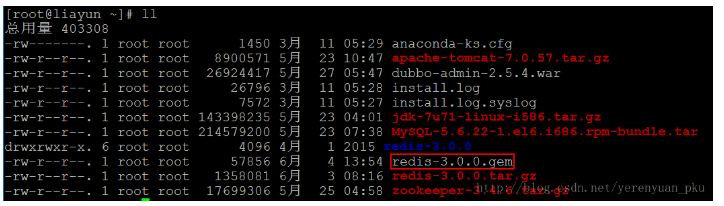 [root@liayun ~]# ll
总用量 403308
-rw-------. 1 root root 1450 3月 11 05:29 anaconda-ks.cfg
-rw-r--r--. 1 root root 8900571 5月 23 10:47 apache-tomcat-7.0.57.tar.gz
-rw-r--r--. 1 root root 26924417 5月 27 05:47 dubbo-admin-2.5.4.war
-rw-r--r--. 1 root root 26796 3月 11 05:28 install.log
-rw-r--r--. 1 root root 7572 3月 11 05:27 install.log.syslog
-rw-r--r--. 1 root root 143398235 5月 23 04:01 jdk-7u71-linux-i586.tar.gz
-rw-r--r--. 1 root root 214579200 5月 23 07:38 MySQL-5.6.22-1.el6.i686.rpm-bundle.tar
drwxrwxr-x. 6 root root 4096 4月 1 2015 redis-3.0.0
-rw-r--r--. 1 root root 57856 6月 4 13:54 redis-3.0.0.gem
-rw-r--r--. 1 root root 1358081 6月 3 08:16 redis-3.0.0.tar.gz
-rw-r--r--. 1 root root 17699306 5月 25 04:58 zookeeper-3.4.6.tar.gz
http://blog.csdn.net/yerenyuan_pku